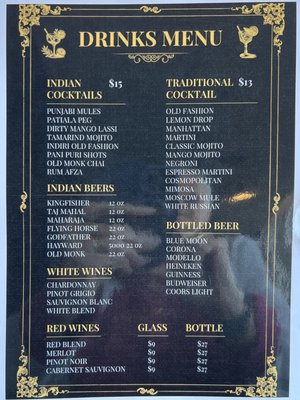 DRINKS MENU
INDIAN $15
COCKTAILS
PUNJABI MULES
PATIALA PEG
DIRTY MANGO LASSI
TAMARIND MOJITO
INDIRI OLD FASHION
PANI PURI SHOTS
OLD MONK CHAI
RUM AFZA
INDIAN BEERS
KINGFISHER 12 OZ
TAJ MAHAL 12 OZ
MAHARAJA 12 OZ
FLYING HORSE 22 OZ
GODFATHER 22 OZ
HAYWARD 5000 22 OZ
OLD MONK 22 OZ
WHITE WINES
CHARDONNAY
PINOT GRIGIO
SAUVIGNON BLANC
WHITE BLEND
TRADITIONAL $13
COCKTAIL
OLD FASHION
LEMON DROP
MANHATTAN
MARTINI
CLASSIC MOJITO
MANGO MOJITO
NEGRONI
ESPRESSO MARTINI
COSMOPOLITAN
MIMOSA
MOSCOW MULE
WHITE RUSSIAN
BOTTLED BEER
BLUE MOON
CORONA
MODELLO
HEINEKEN
GUINNESS
BUDWEISER
COORS LIGHT
RED WINES GLASS BOTTLE
RED BLEND $9 $27
MERLOT $9 $27
PINOT NOIR $9 $27
CABERNET SAUVIGNON $9 $27